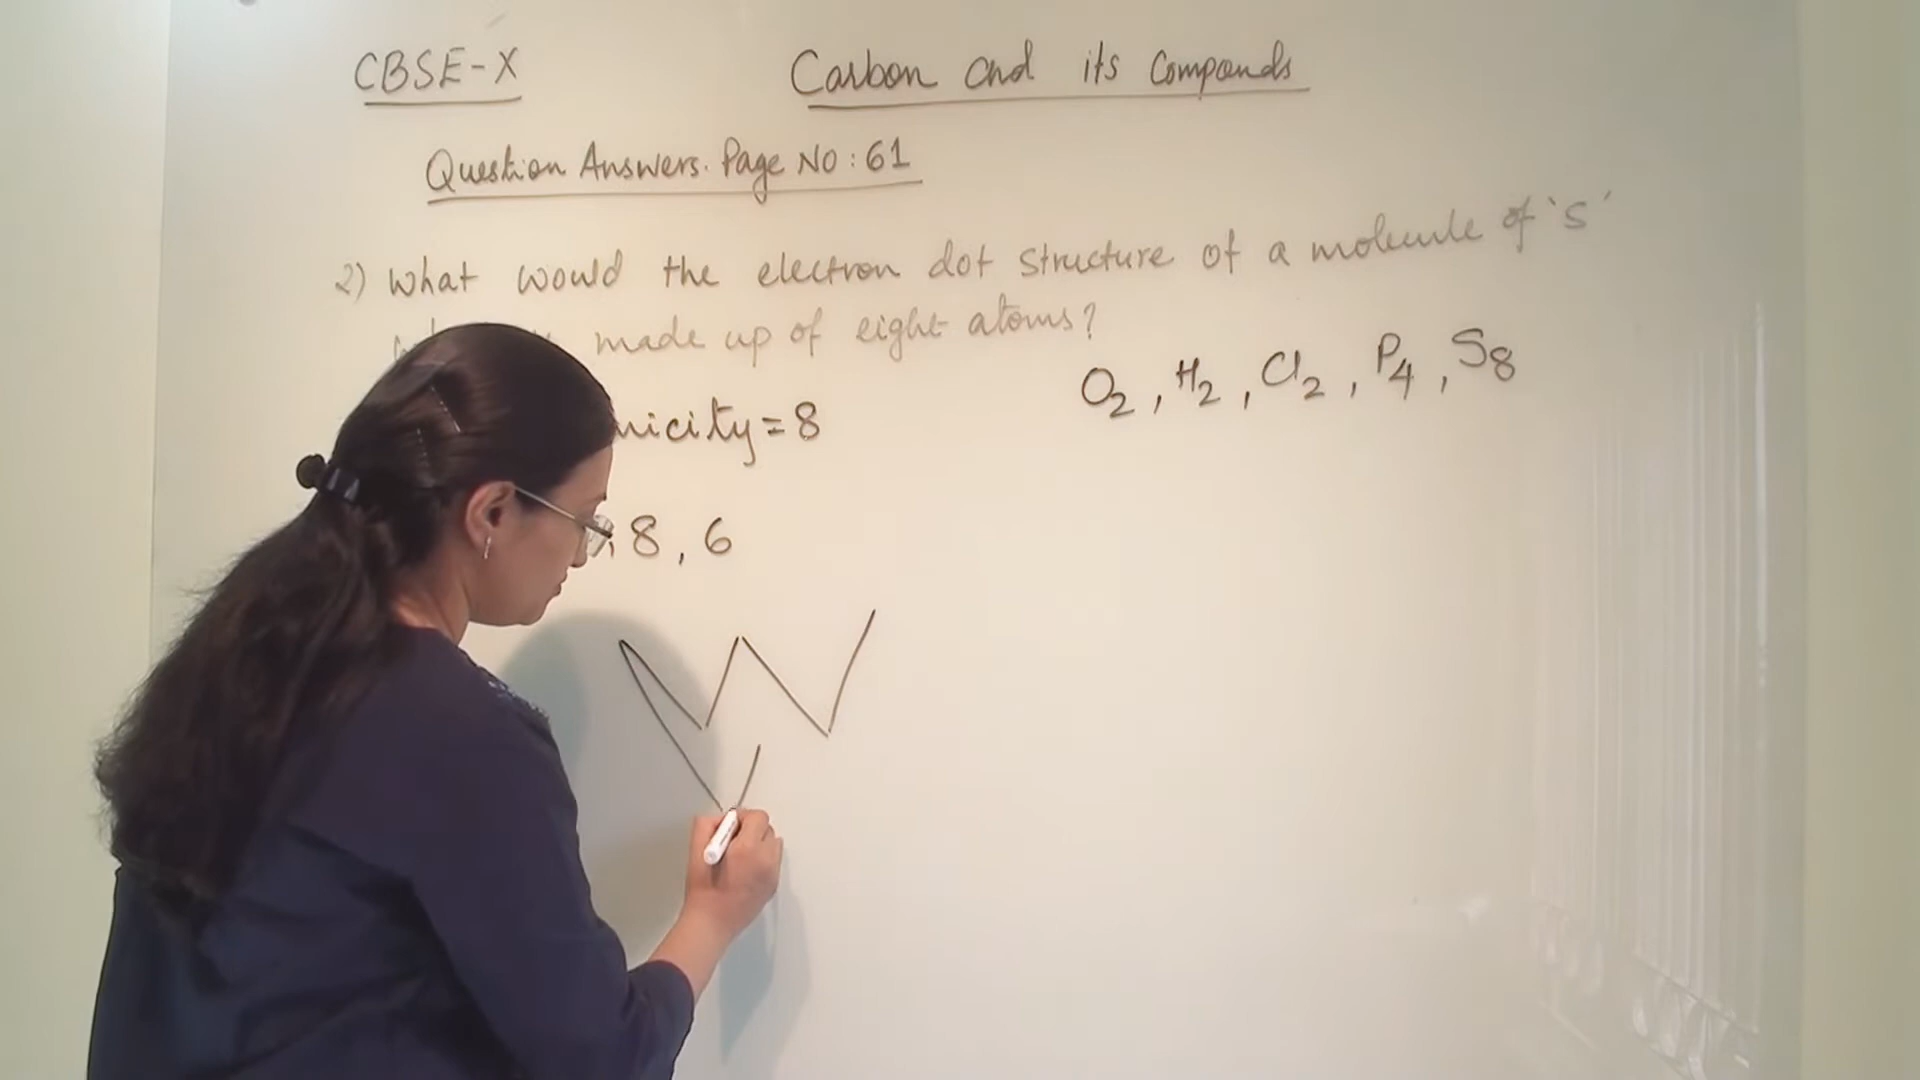 CBSE-X
Carbon and its Compounds
Question Answers. Page No: 61
2) What would the electron dot structure of a molecule of 'S'
made up of eight atoms?
O2, H2, Cl2, P4, S8
nicity = 8
8, 6